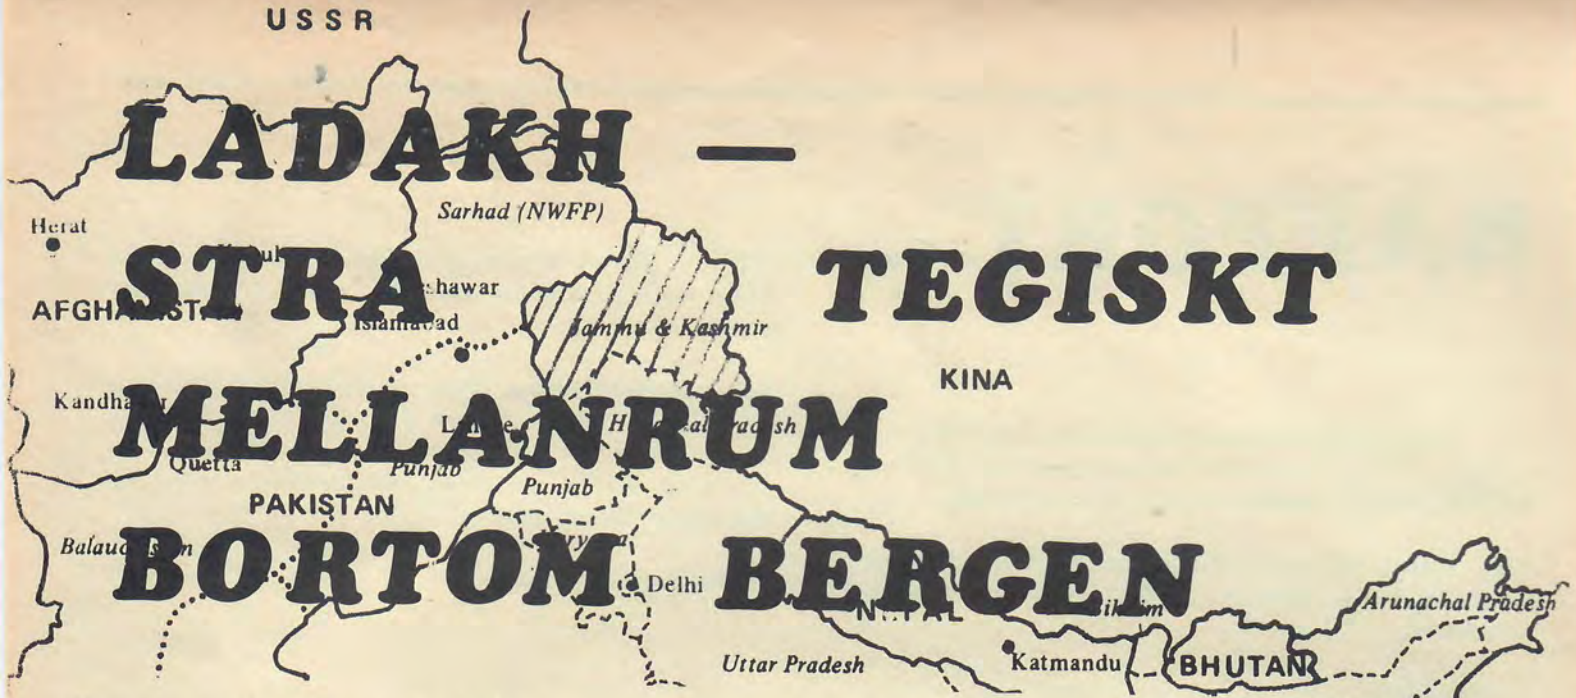 USSR
LADAKH —
Sarhad (NWFP)
Herat
STRA TEGISKT
AFGHANISTAN
Islamabad
Jammu & Kashmir
KINA
MELLANRUM
Quetta
Punjab
Punjab
PAKISTAN
BORTOM BERGEN
Delhi
NEPAL
Arunachal Pradesh
Uttar Pradesh
Katmandu
BHUTAN